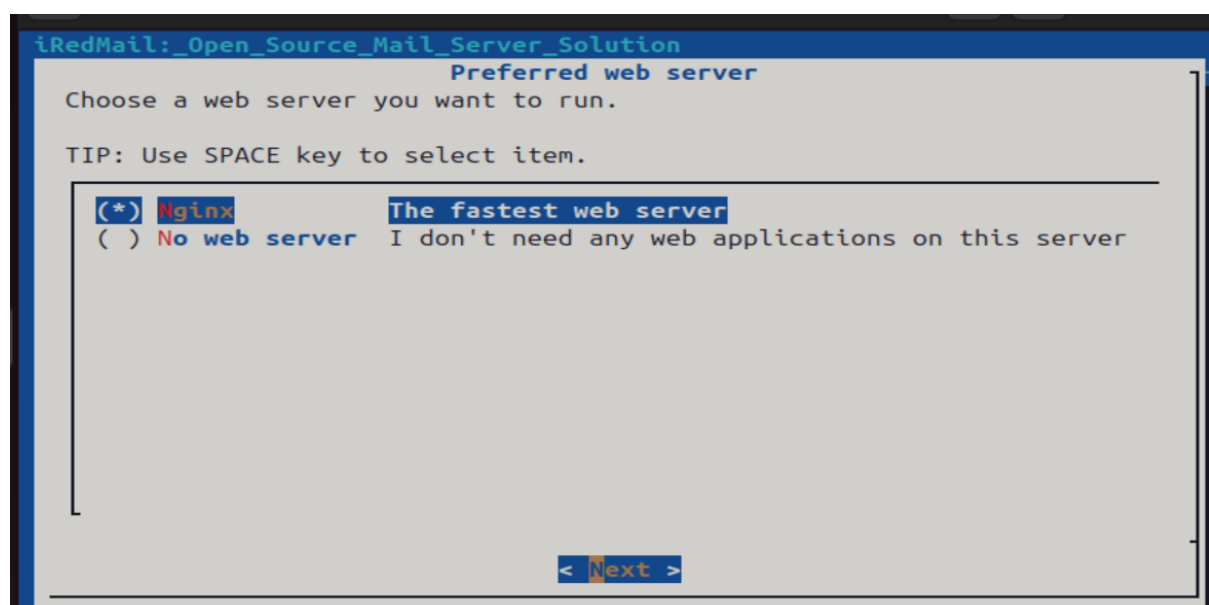 iRedMail:_Open_Source_Mail_Server_Solution
Preferred web server
Choose a web server you want to run.
TIP: Use SPACE key to select item.
(*) Nginx The fastest web server
( ) No web server I don't need any web applications on this server
< Next >